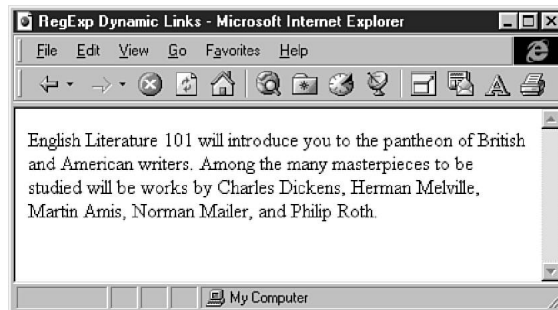 RegExp Dynamic Links - Microsoft Internet Explorer
File Edit View Go Favorites Help
English Literature 101 will introduce you to the pantheon of British
and American writers. Among the many masterpieces to be
studied will be works by Charles Dickens, Herman Melville,
Martin Amis, Norman Mailer, and Philip Roth.
My Computer